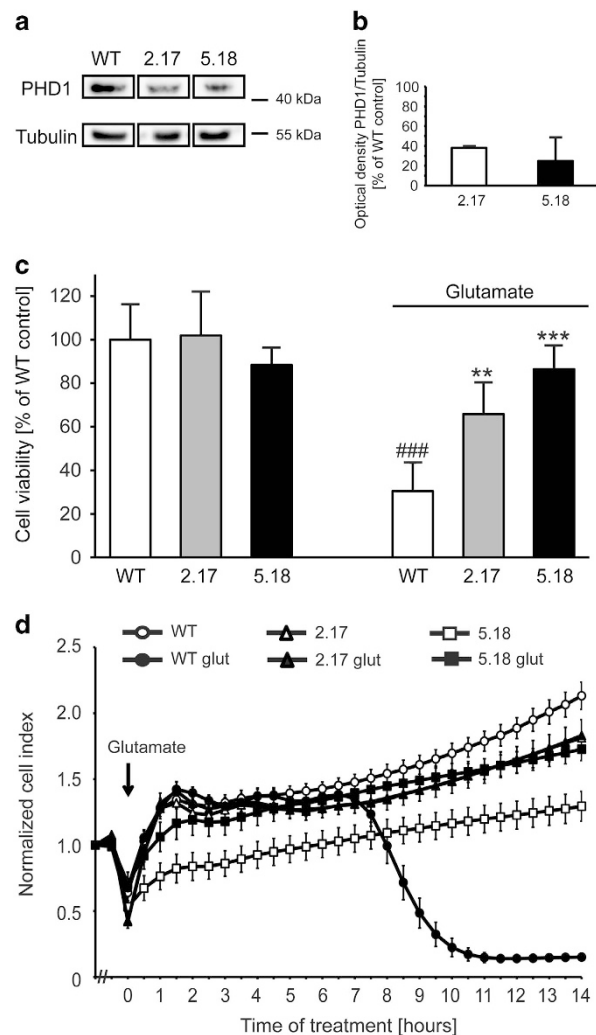 a
WT 2.17 5.18
PHD1
40 kDa
Tubulin
55 kDa
b
Optical density PHD1/Tubulin
[% of WT control]
100
80
60
40
20
0
2.17 5.18
c
Cell viability [% of WT control]
120
100
80
60
40
20
0
Glutamate
###
**
***
WT 2.17 5.18 WT 2.17 5.18
d
WT 2.17 5.18
WT glut 2.17 glut 5.18 glut
Normalized cell index
2.5
2.0
1.5
1.0
0.5
0
Glutamate
0 1 2 3 4 5 6 7 8 9 10 11 12 13 14
Time of treatment [hours]